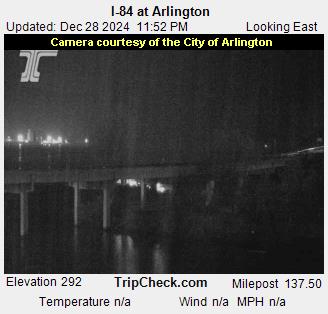 I-84 at Arlington
Updated: Dec 28 2024 11:52 PM Looking East
Camera courtesy of the City of Arlington
Elevation 292 TripCheck.com Milepost 137.50
Temperature n/a Wind n/a MPH n/a